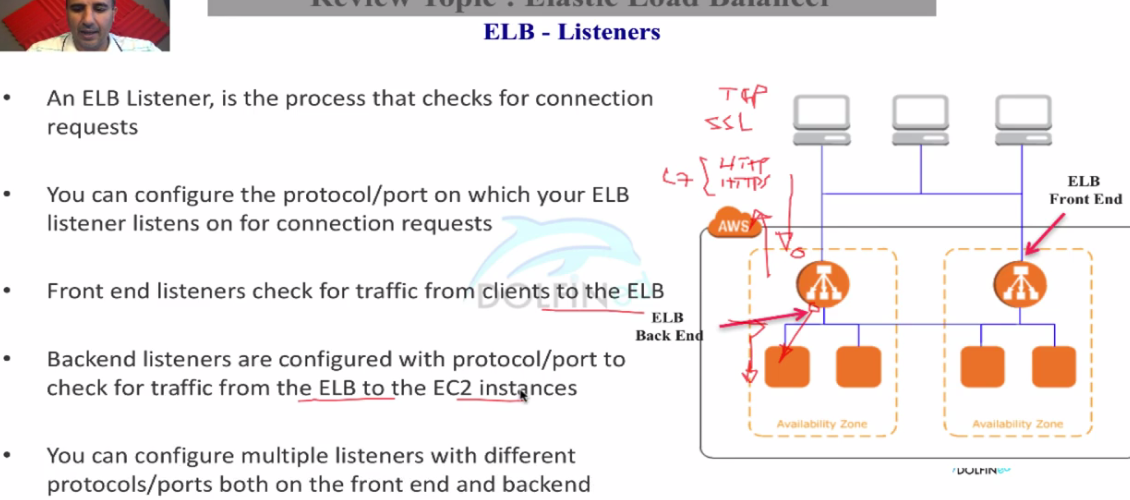 Review Topic : Elastic Load Balancer
ELB - Listeners
• An ELB Listener, is the process that checks for connection
requests
• You can configure the protocol/port on which your ELB
listener listens on for connection requests
• Front end listeners check for traffic from clients to the ELB
• Backend listeners are configured with protocol/port to
check for traffic from the ELB to the EC2 instances
• You can configure multiple listeners with different
protocols/ports both on the front end and backend
TCP
SSL
L7
HTTP
HTTPS
AWS
ELB
Front End
ELB
Back End
Availability Zone
Availability Zone
DOLFIN
DOLFINED